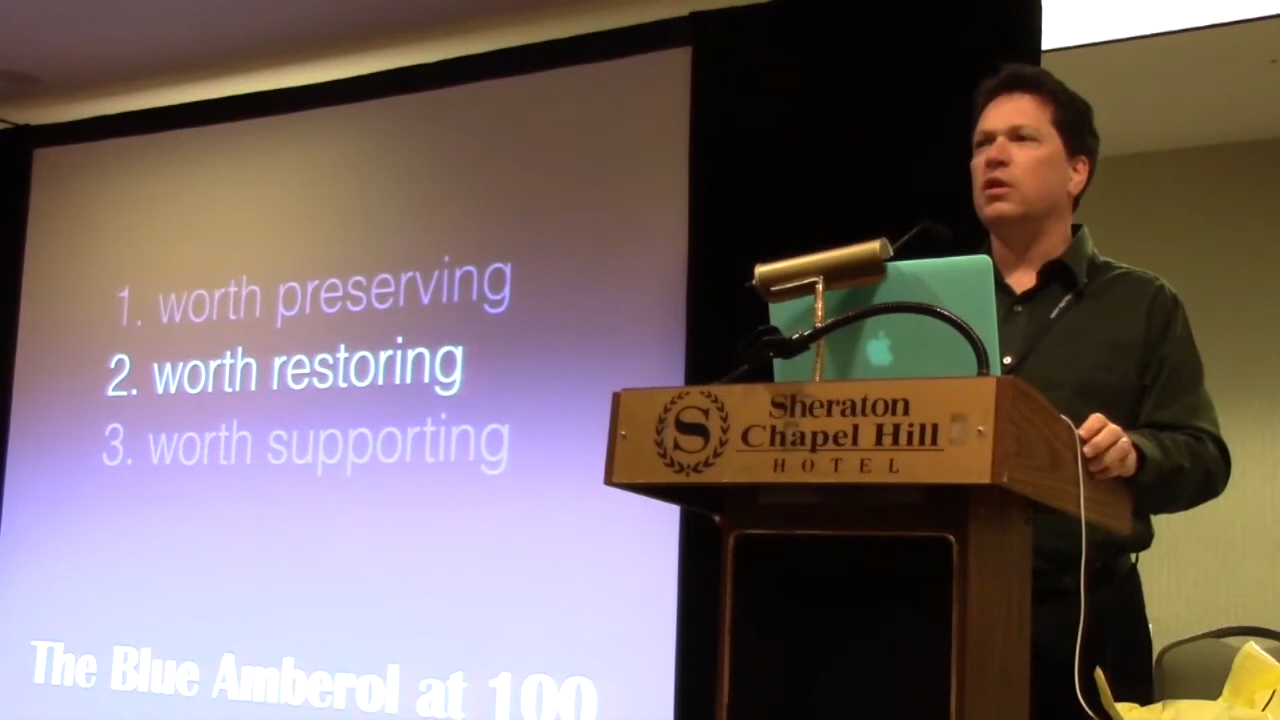 1. worth preserving
2. worth restoring
3. worth supporting
The Blue Amberol at 100
S
Sheraton
Chapel Hill
HOTEL